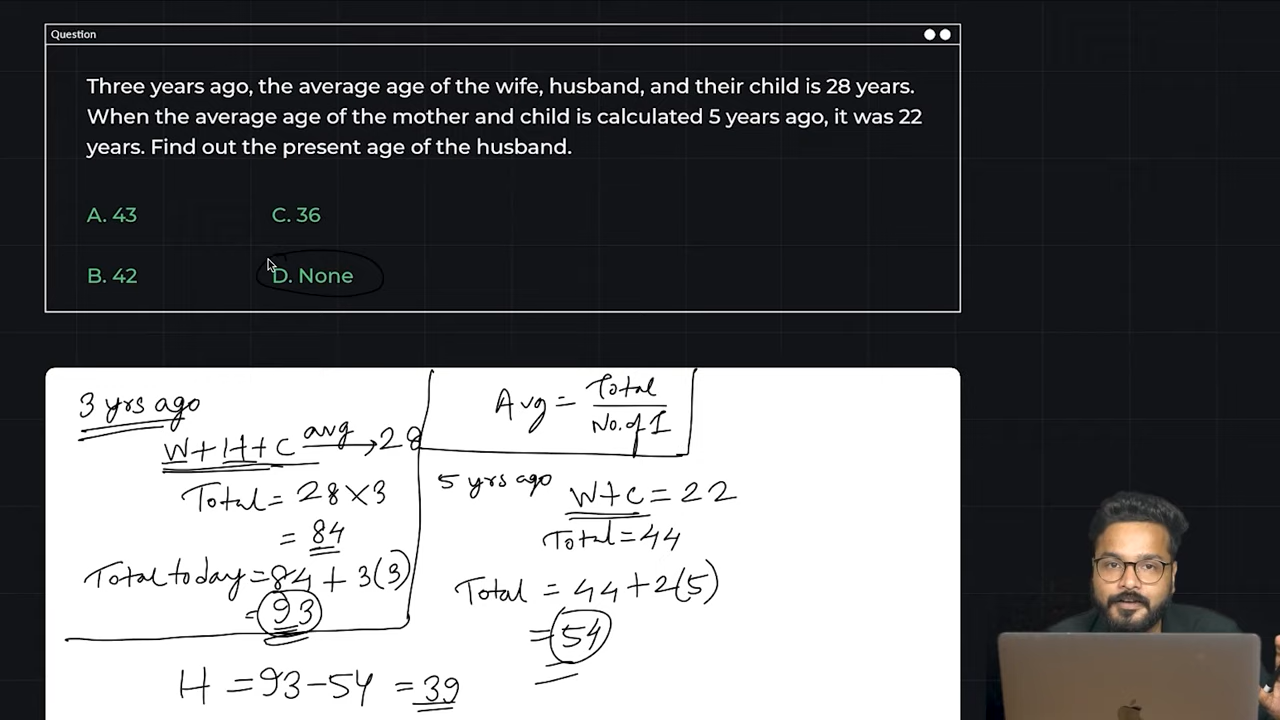 Question
Three years ago, the average age of the wife, husband, and their child is 28 years.
When the average age of the mother and child is calculated 5 years ago, it was 22
years. Find out the present age of the husband.
A. 43
C. 36
B. 42
D. None
3 yrs ago
W+H+C avg → 28
Total = 28×3
= 84
Total today = 84 + 3(3)
= 93
Avg = Total / No. of I
5 yrs ago
W+C = 22
Total = 44
Total = 44+2(5)
= 54
H = 93-54 = 39